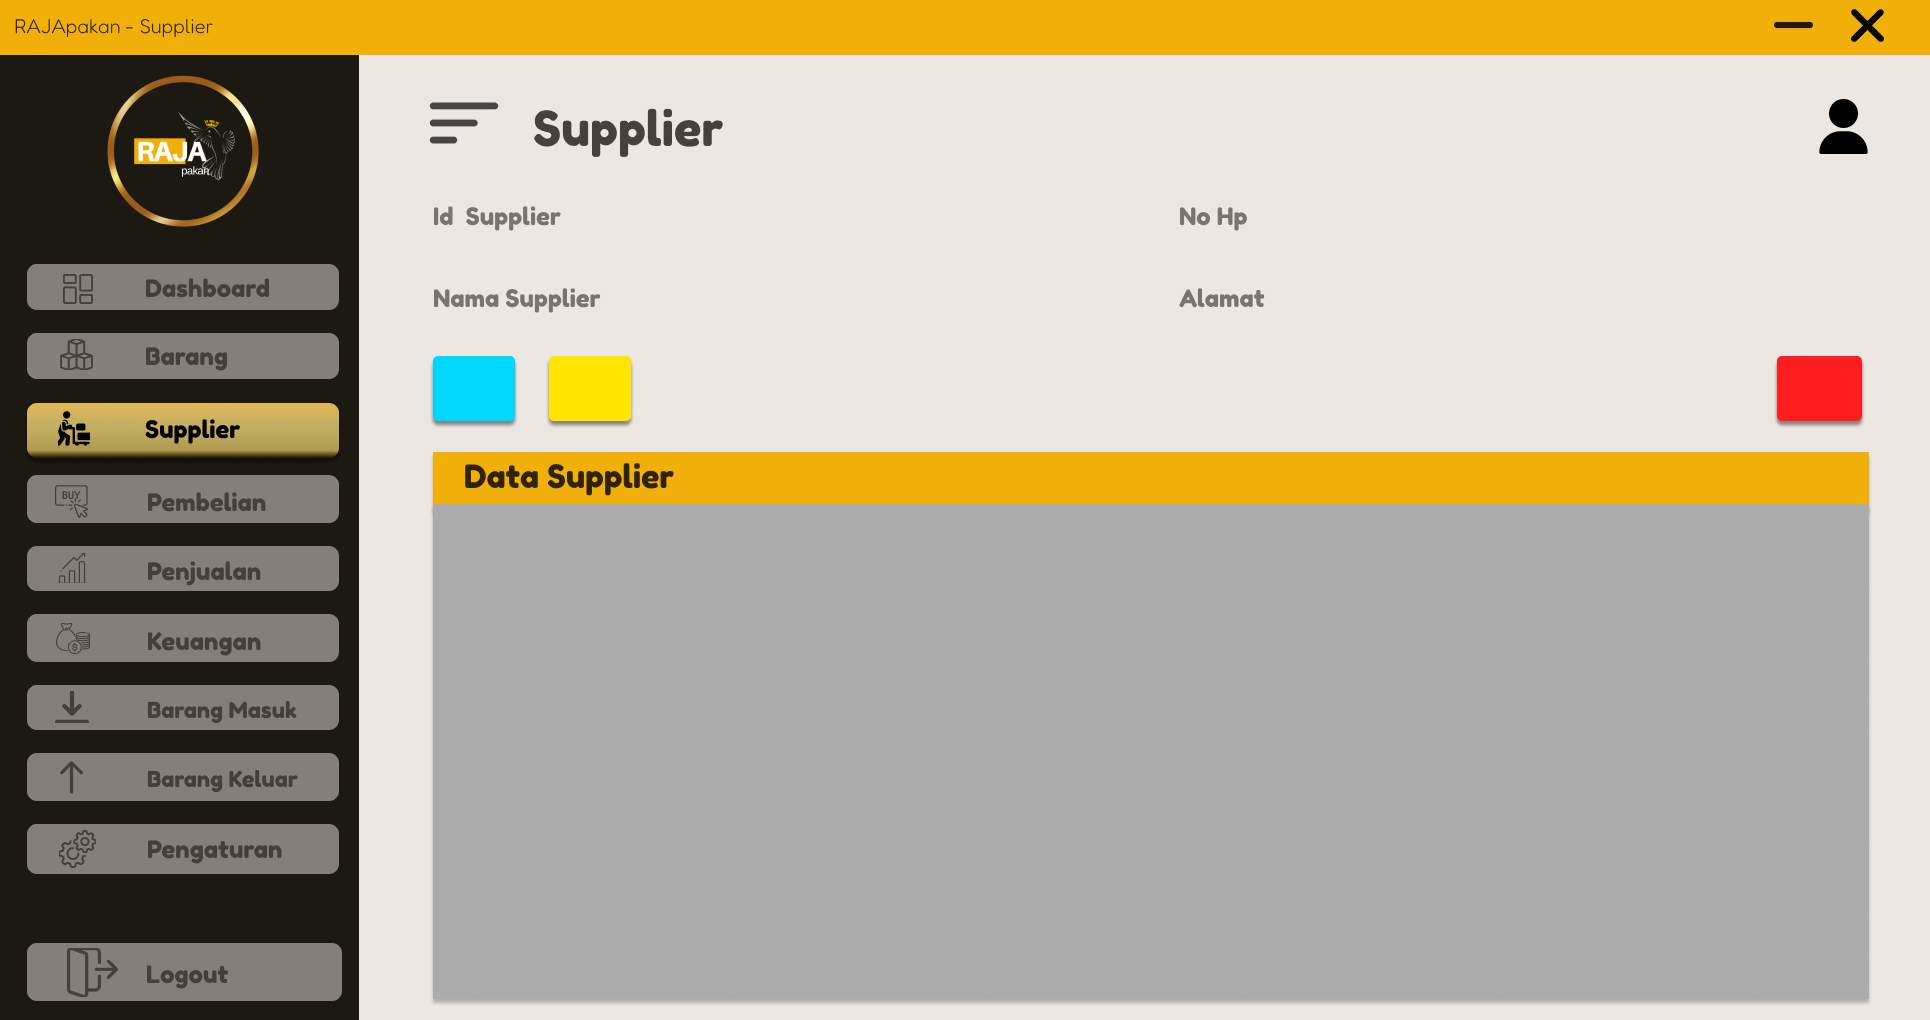 RAJApakan - Supplier
RAJA
pakan
Dashboard
Barang
Supplier
BUY
Pembelian
Penjualan
Keuangan
$
Barang Masuk
Barang Keluar
Pengaturan
Logout
Supplier
Id  Supplier
No Hp
Nama Supplier
Alamat
Data Supplier